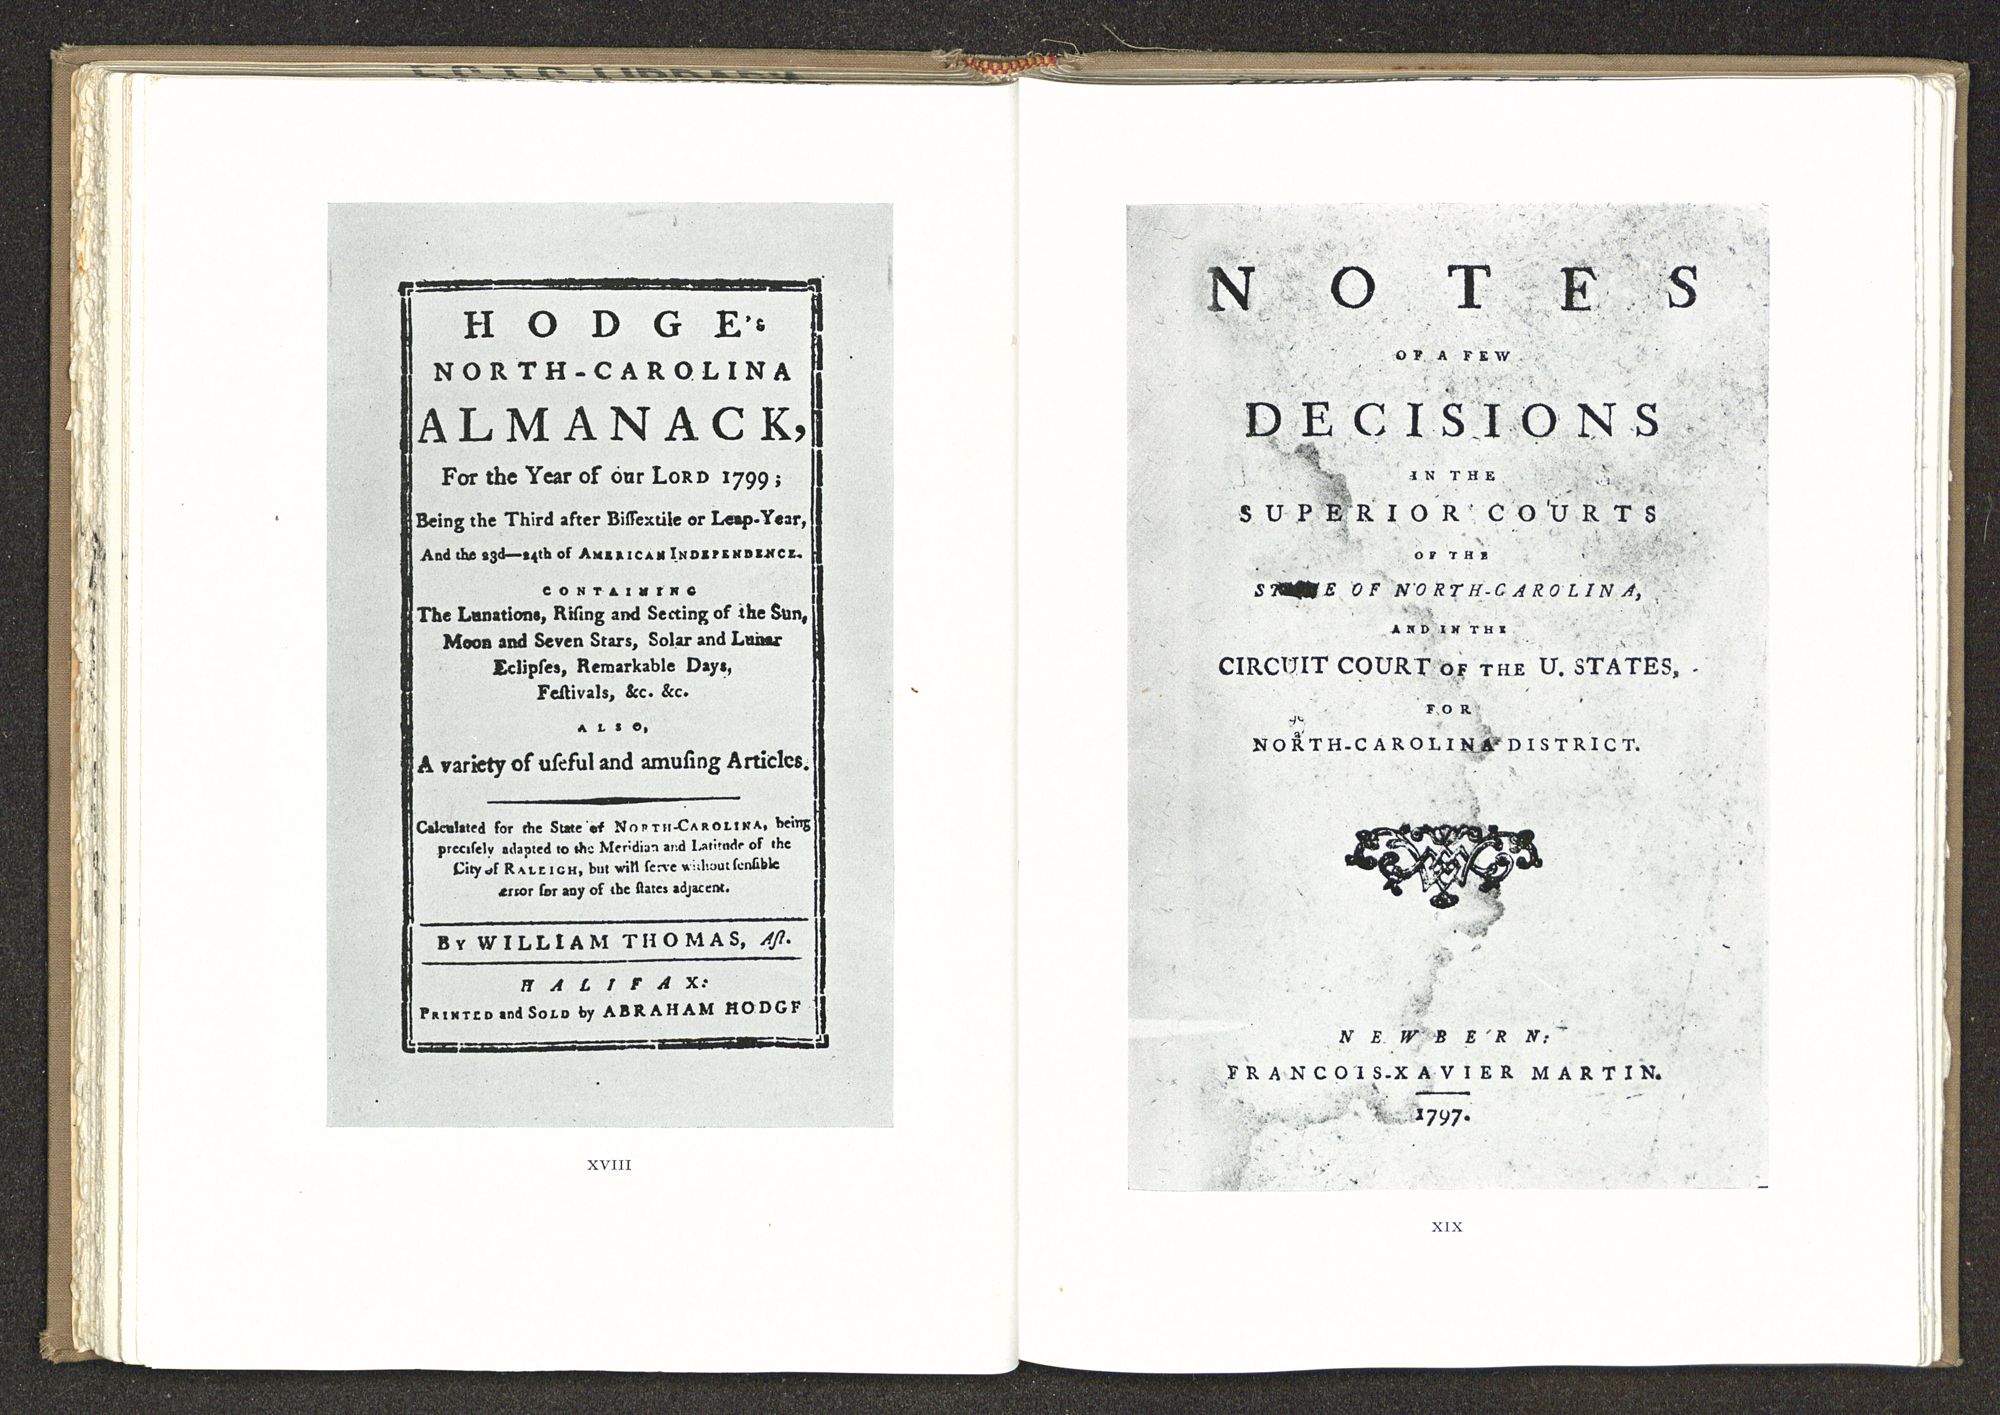 E.C.T.C. LIBRARY
HODGE's
NORTH-CAROLINA
ALMANACK,
For the Year of our LORD 1799;
Being the Third after Biſſextile or Leap-Year,
And the 23d—24th of AMERICAN INDEPENDENCE.
CONTAINING
The Lunations, Riſing and Setting of the Sun,
Moon and Seven Stars, Solar and Lunar
Eclipſes, Remarkable Days,
Feſtivals, &c. &c.
ALSO,
A variety of uſeful and amuſing Articles.
Calculated for the State of NORTH-CAROLINA, being
preciſely adapted to the Meridian and Latitude of the
City of RALEIGH, but will ſerve without ſenſible
error for any of the ſtates adjacent.
BY WILLIAM THOMAS, Aſt.
HALIFAX:
PRINTED and SOLD by ABRAHAM HODGE
XVIII
NOTES
OF A FEW
DECISIONS
IN THE
SUPERIOR COURTS
OF THE
STATE OF NORTH-CAROLINA,
AND IN THE
CIRCUIT COURT OF THE U. STATES,
FOR
NORTH-CAROLINA DISTRICT.
NEWBERN:
FRANCOIS-XAVIER MARTIN.
1797.
XIX